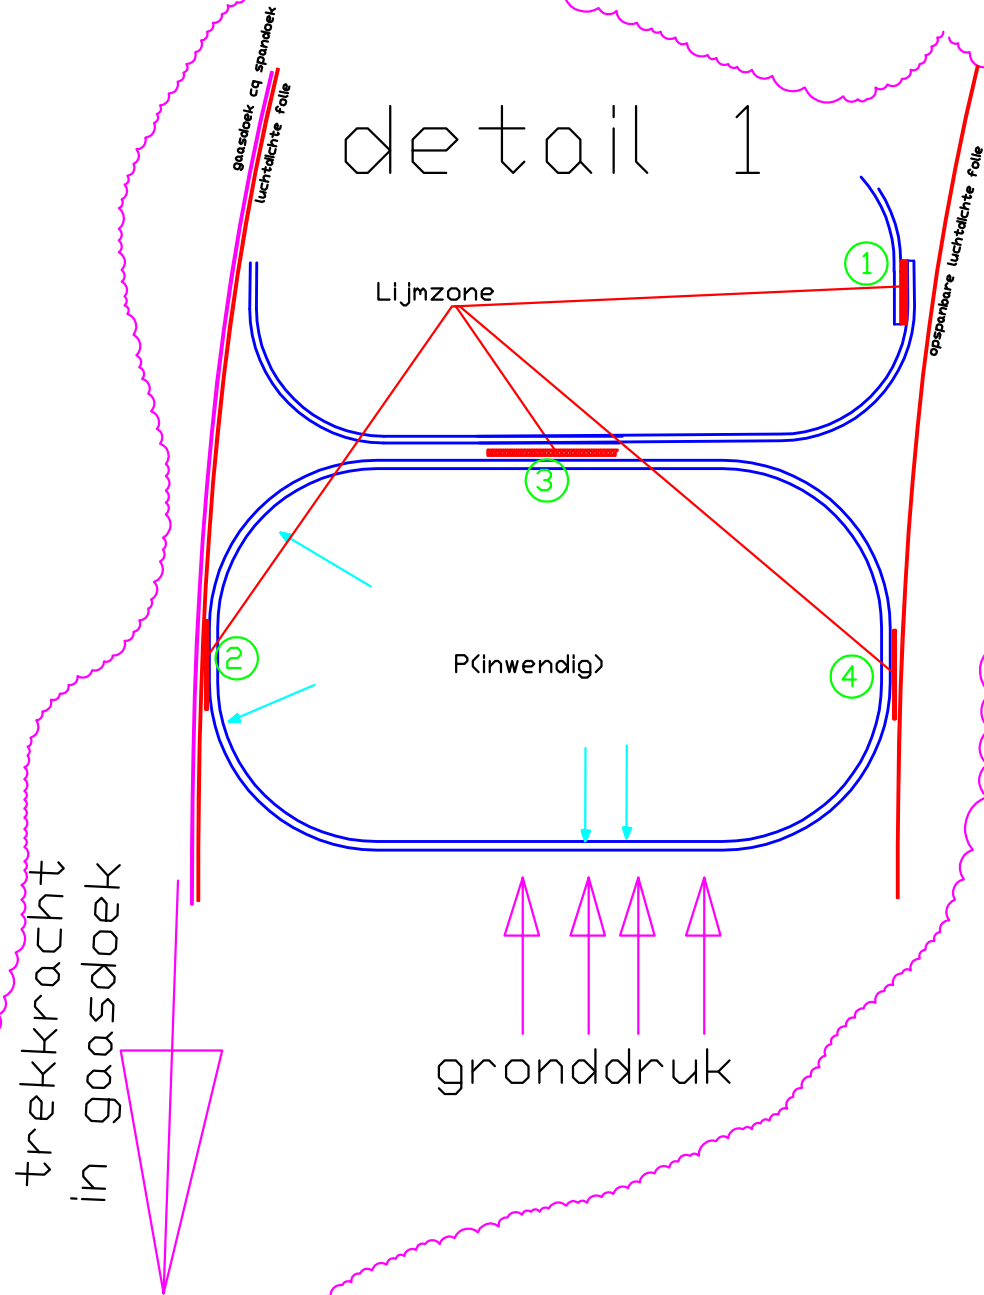 gaasdoek cq spandoek
luchtdichte folie
detail 1
opspanbare luchtdichte folie
1
Lijmzone
3
2
P(inwendig)
4
trekkracht
in gaasdoek
gronddruk